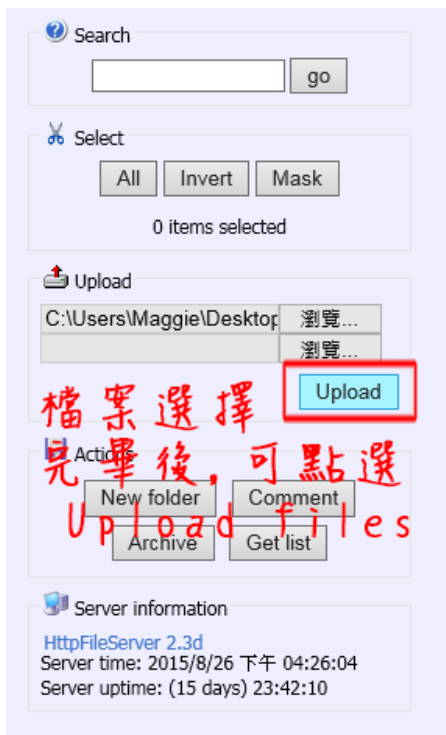 Search
go
Select
All Invert Mask
0 items selected
Upload
C:\Users\Maggie\Desktop 瀏覽...
瀏覽...
Upload
檔案選擇
完畢後,可點選
Upload files
Actions
New folder Comment
Archive Get list
Server information
HttpFileServer 2.3d
Server time: 2015/8/26 下午 04:26:04
Server uptime: (15 days) 23:42:10